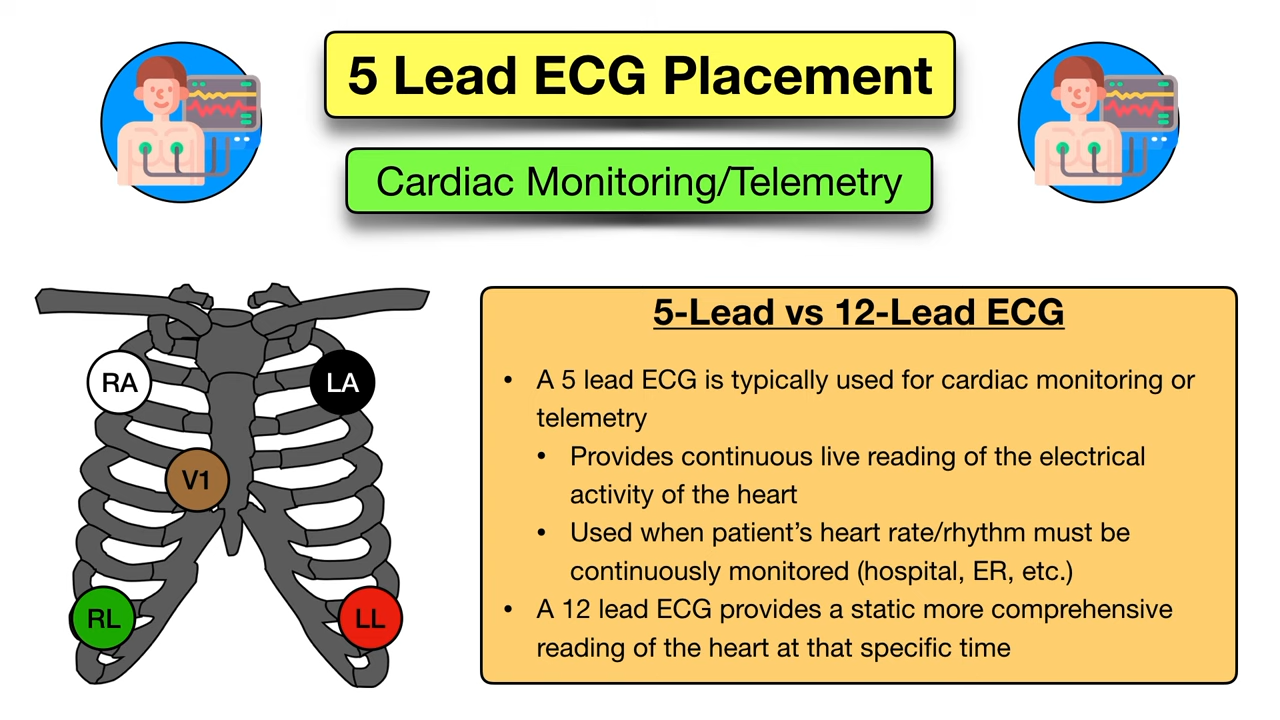 5 Lead ECG Placement
Cardiac Monitoring/Telemetry
RA
LA
V1
RL
LL
5-Lead vs 12-Lead ECG
• A 5 lead ECG is typically used for cardiac monitoring or
telemetry
• Provides continuous live reading of the electrical
activity of the heart
• Used when patient’s heart rate/rhythm must be
continuously monitored (hospital, ER, etc.)
• A 12 lead ECG provides a static more comprehensive
reading of the heart at that specific time